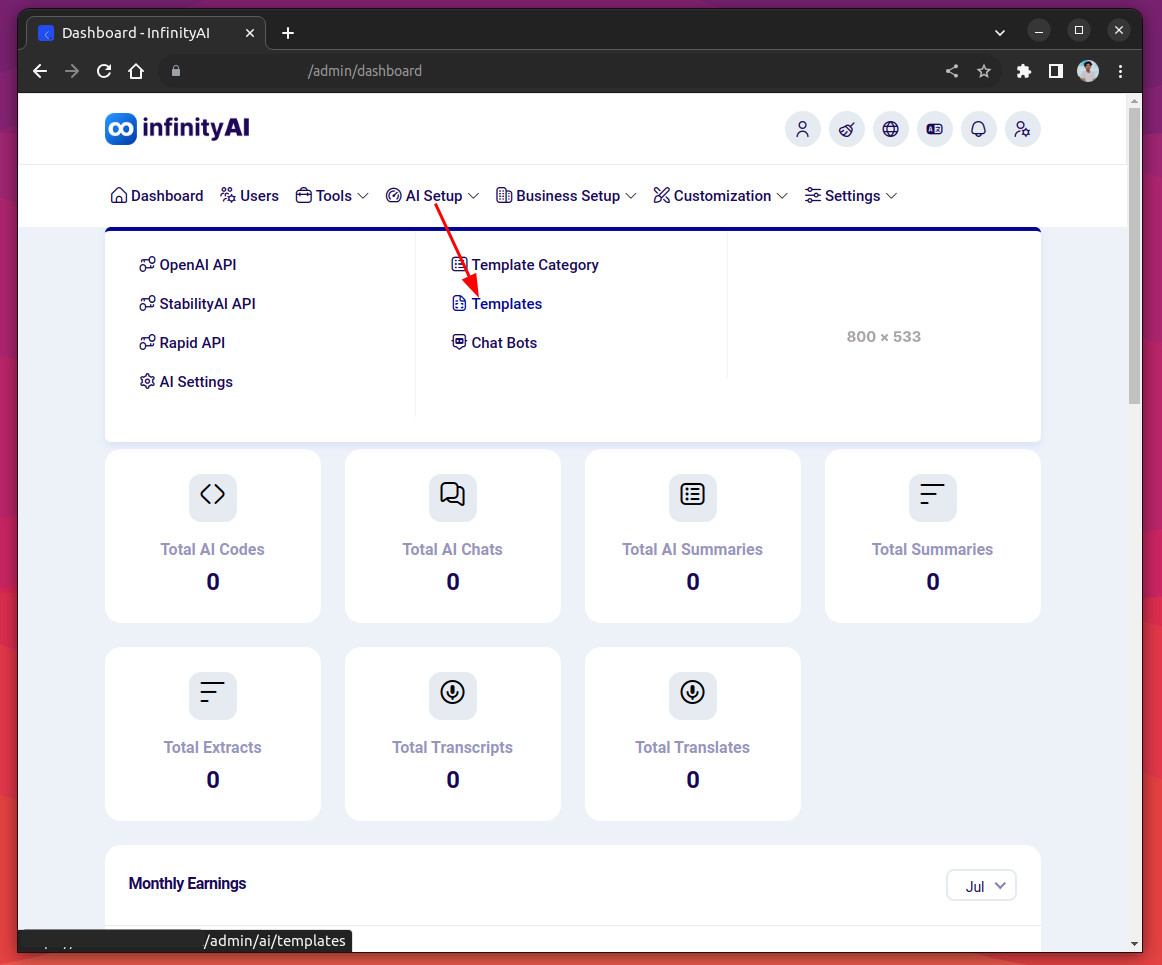 Dashboard - InfinityAI
/admin/dashboard
infinityAI
Dashboard Users Tools AI Setup Business Setup Customization Settings
OpenAI API
StabilityAI API
Rapid API
AI Settings
Template Category
Templates
Chat Bots
800 × 533
Total AI Codes
0
Total AI Chats
0
Total AI Summaries
0
Total Summaries
0
Total Extracts
0
Total Transcripts
0
Total Translates
0
Monthly Earnings
Jul
/admin/ai/templates